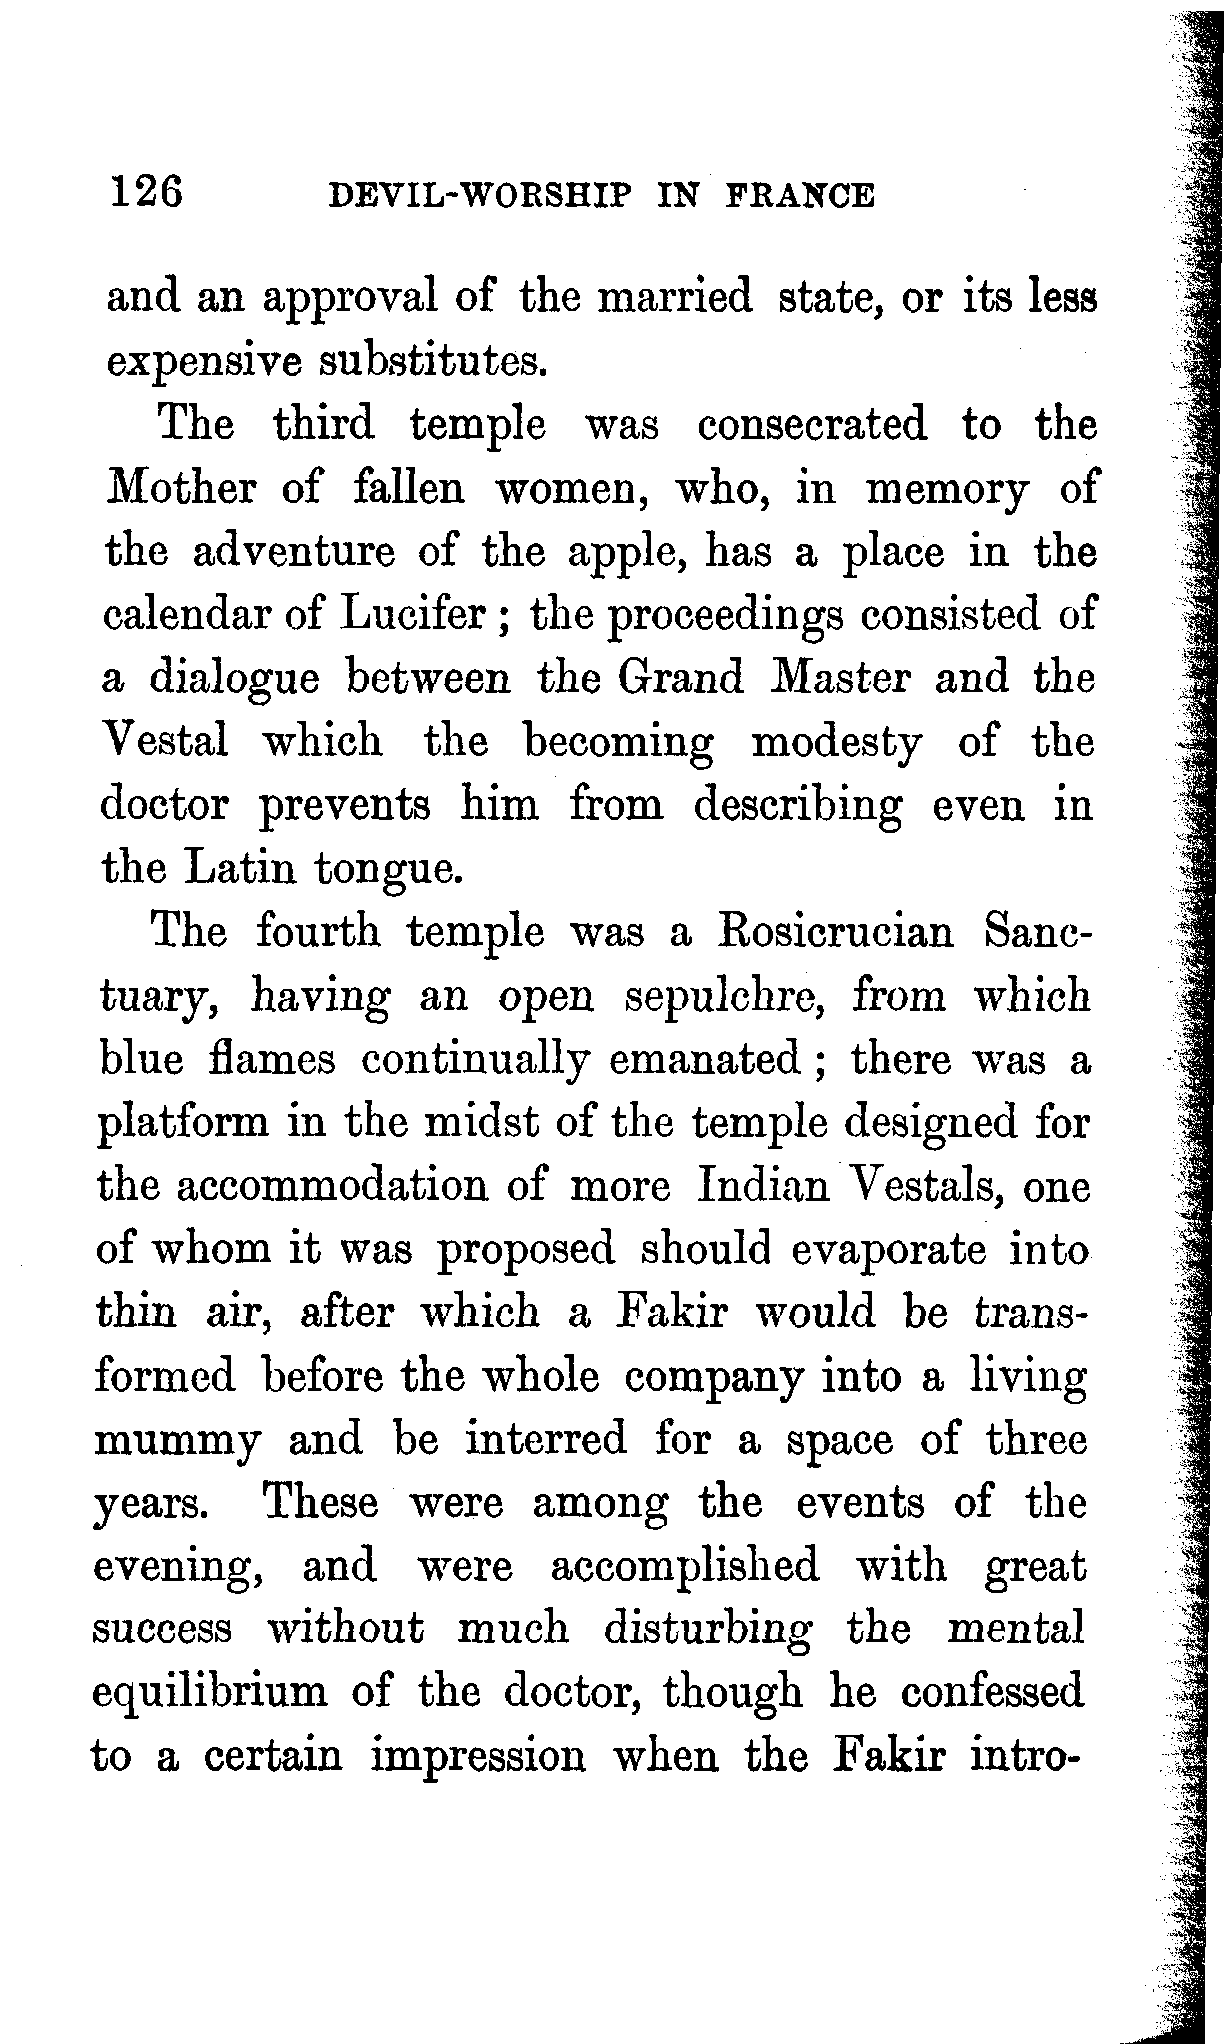 126 DEVIL-WORSHIP IN FRANCE
and an approval of the married state, or its less
expensive substitutes.
The third temple was consecrated to the
Mother of fallen women, who, in memory of
the adventure of the apple, has a place in the
calendar of Lucifer ; the proceedings consisted of
a dialogue between the Grand Master and the
Vestal which the becoming modesty of the
doctor prevents him from describing even in
the Latin tongue.
The fourth temple was a Rosicrucian Sanc-
tuary, having an open sepulchre, from which
blue flames continually emanated ; there was a
platform in the midst of the temple designed for
the accommodation of more Indian Vestals, one
of whom it was proposed should evaporate into
thin air, after which a Fakir would be trans-
formed before the whole company into a living
mummy and be interred for a space of three
years. These were among the events of the
evening, and were accomplished with great
success without much disturbing the mental
equilibrium of the doctor, though he confessed
to a certain impression when the Fakir intro-